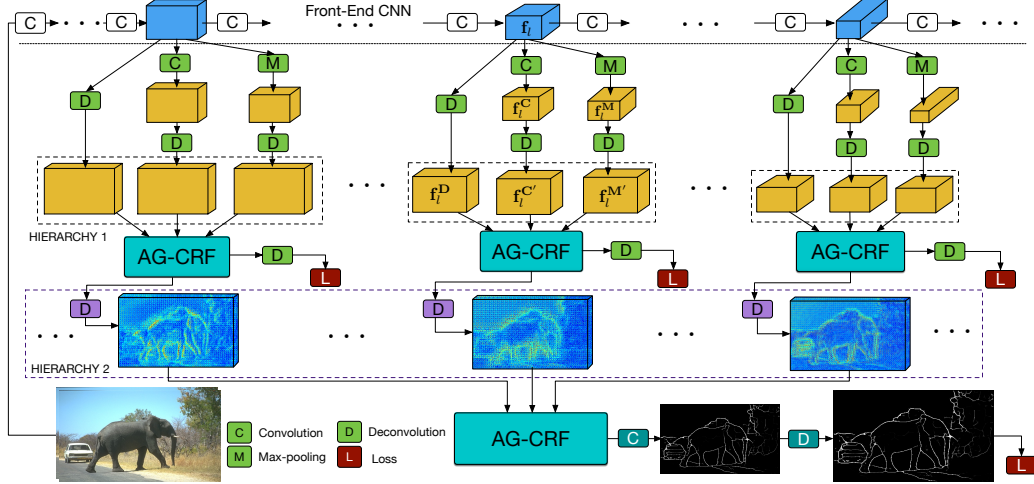 Front-End CNN
C C C C C C
f_l
C M C M C M
D D D
f_l^C f_l^M
D D D D D D
f_l^D f_l^C′ f_l^M′
HIERARCHY 1
AG-CRF D AG-CRF D AG-CRF D
L L L
D D D
HIERARCHY 2
C Convolution D Deconvolution
M Max-pooling L Loss
AG-CRF C D
L